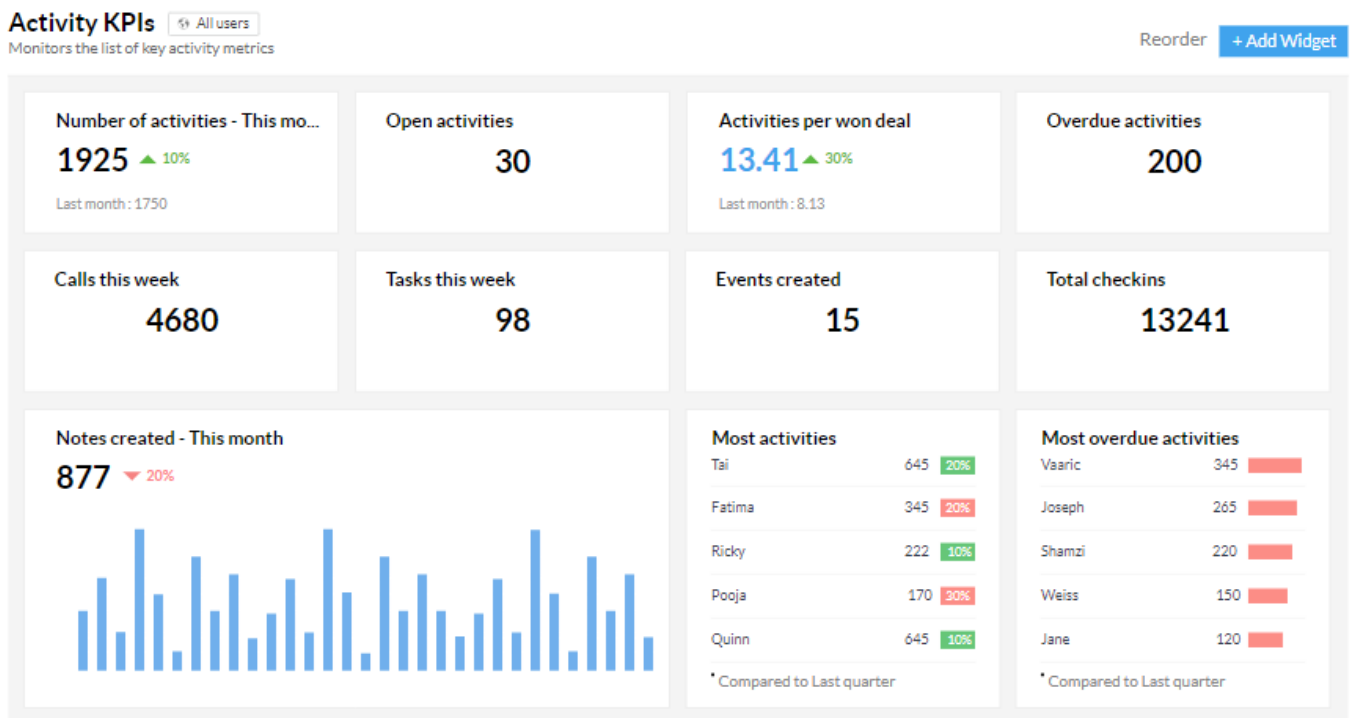 Activity KPIs All users
Monitors the list of key activity metrics
Reorder + Add Widget
Number of activities - This mo...
1925 10%
Last month : 1750
Open activities
30
Activities per won deal
13.41 30%
Last month : 8.13
Overdue activities
200
Calls this week
4680
Tasks this week
98
Events created
15
Total checkins
13241
Notes created - This month
877 20%
Most activities
Tai 645 20%
Fatima 345 20%
Ricky 222 10%
Pooja 170 30%
Quinn 645 10%
* Compared to Last quarter
Most overdue activities
Vaaric 345
Joseph 265
Shamzi 220
Weiss 150
Jane 120
* Compared to Last quarter